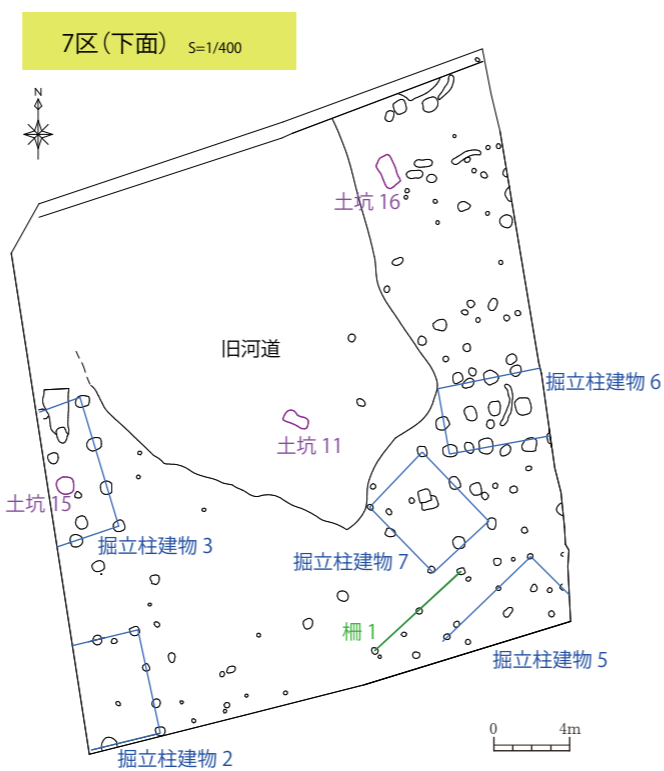 7区(下面) S=1/400
N
土坑 16
旧河道
掘立柱建物 6
土坑 11
土坑 15
掘立柱建物 3
掘立柱建物 7
柵 1
掘立柱建物 5
掘立柱建物 2
0 4m